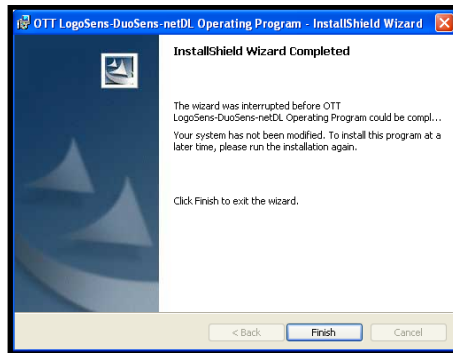 OTT LogoSens-DuoSens-netDL Operating Program - InstallShield Wizard
InstallShield Wizard Completed
The wizard was interrupted before OTT
LogoSens-DuoSens-netDL Operating Program could be compl...
Your system has not been modified. To install this program at a
later time, please run the installation again.
Click Finish to exit the wizard.
< Back Finish Cancel